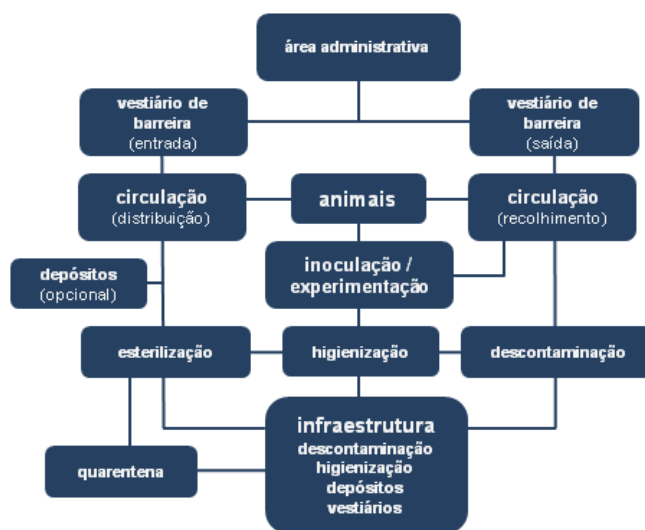 área administrativa
vestiário de
barreira
(entrada)
vestiário de
barreira
(saída)
circulação
(distribuição)
animais
circulação
(recolhimento)
depósitos
(opcional)
inoculação /
experimentação
esterilização
higienização
descontaminação
infraestrutura
descontaminação
higienização
depósitos
vestiários
quarentena